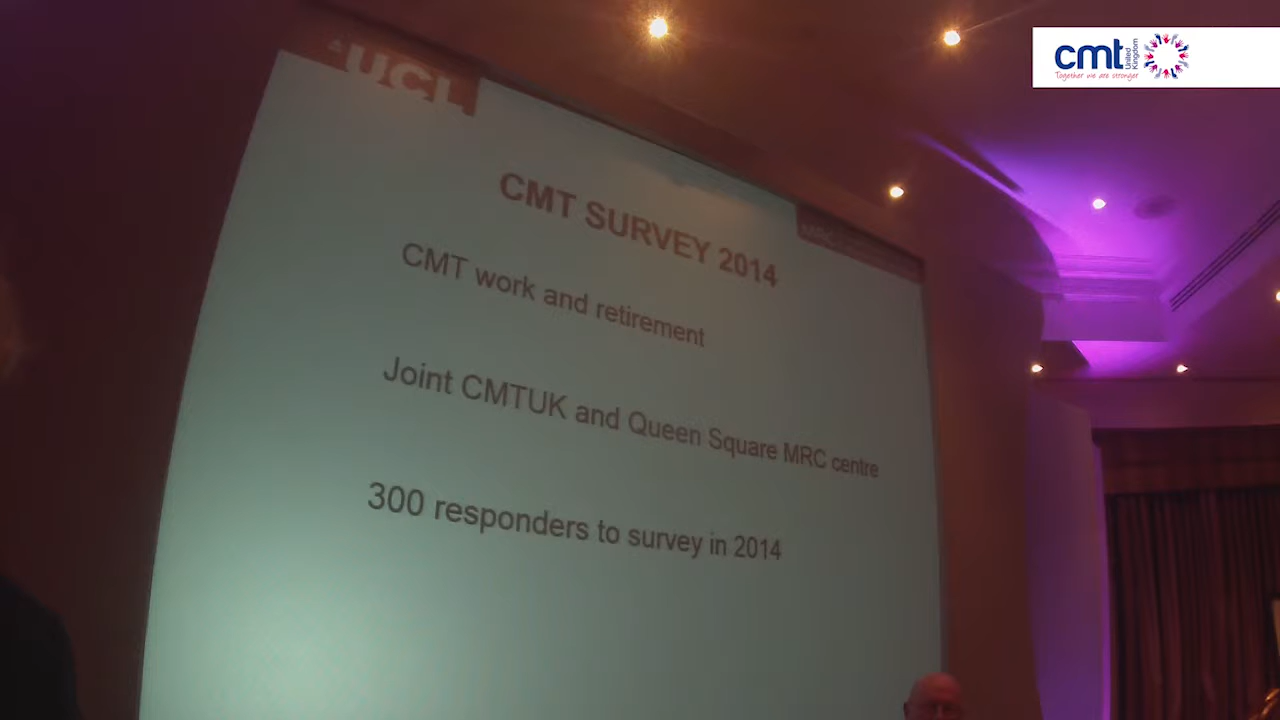 UCL
cmt
United Kingdom
Together we are stronger
MRC
CMT SURVEY 2014
CMT work and retirement
Joint CMTUK and Queen Square MRC centre
300 responders to survey in 2014